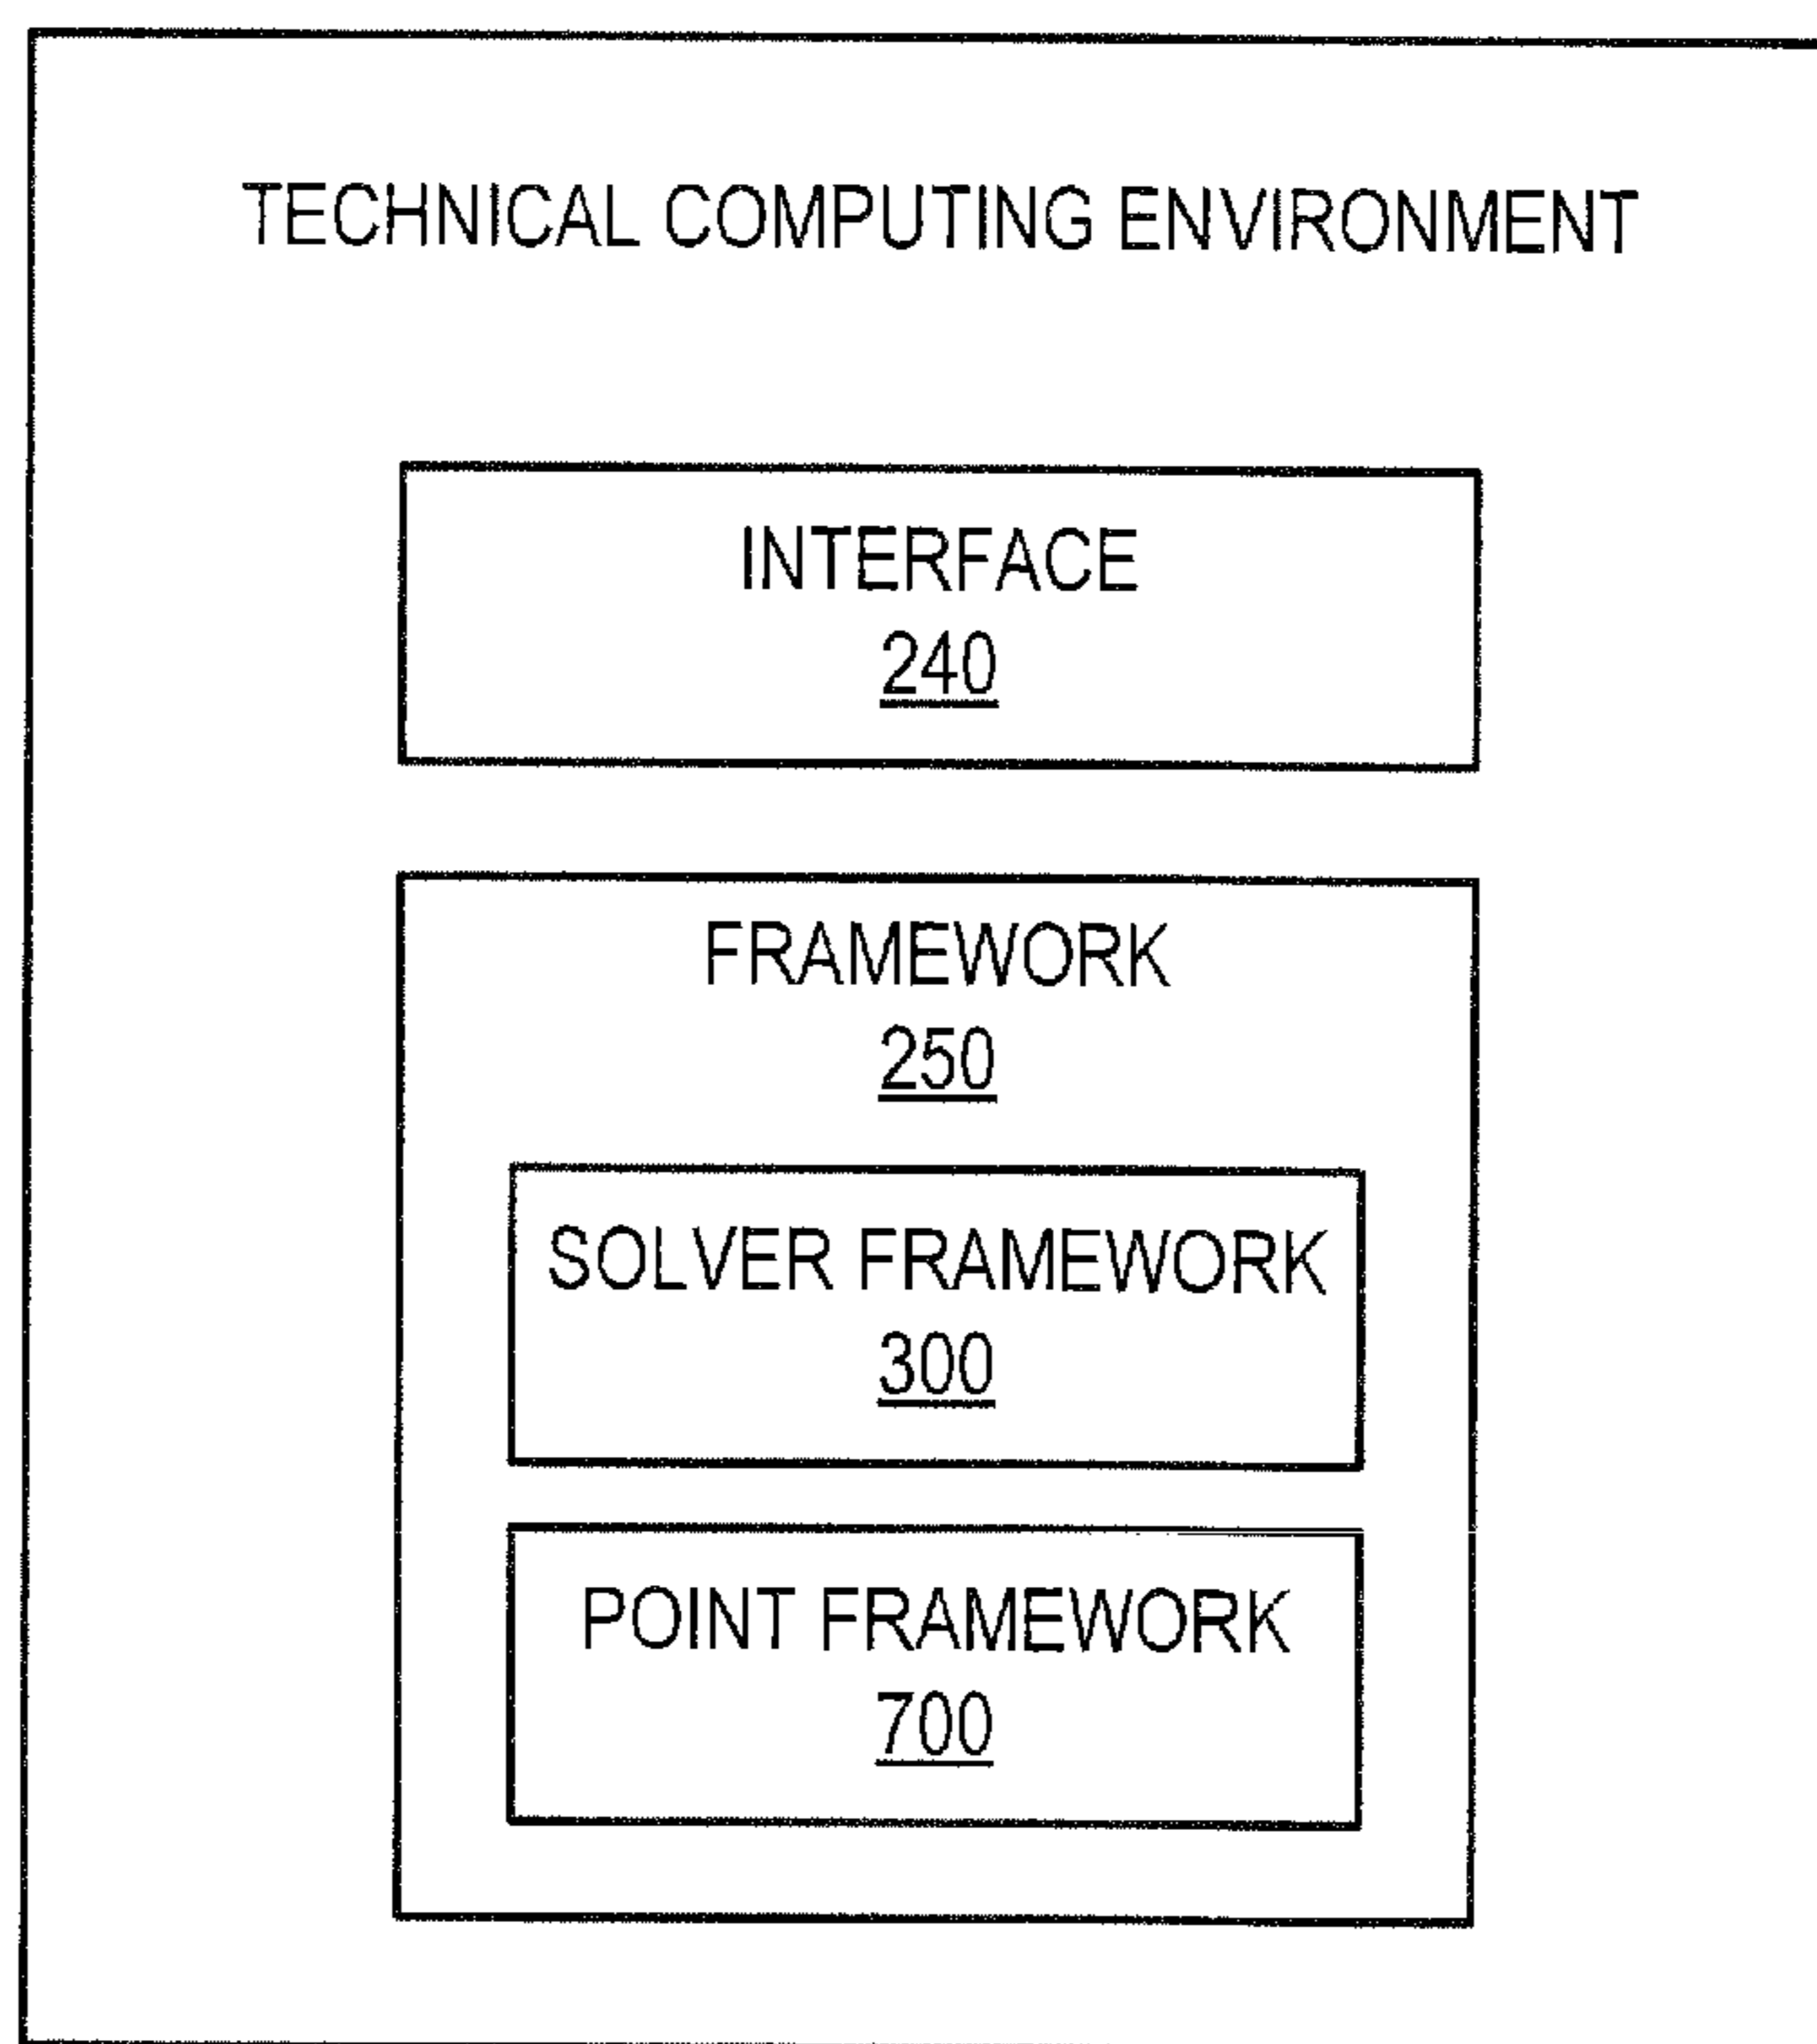 TECHNICAL COMPUTING ENVIRONMENT
INTERFACE
240
FRAMEWORK
250
SOLVER FRAMEWORK
300
POINT FRAMEWORK
700